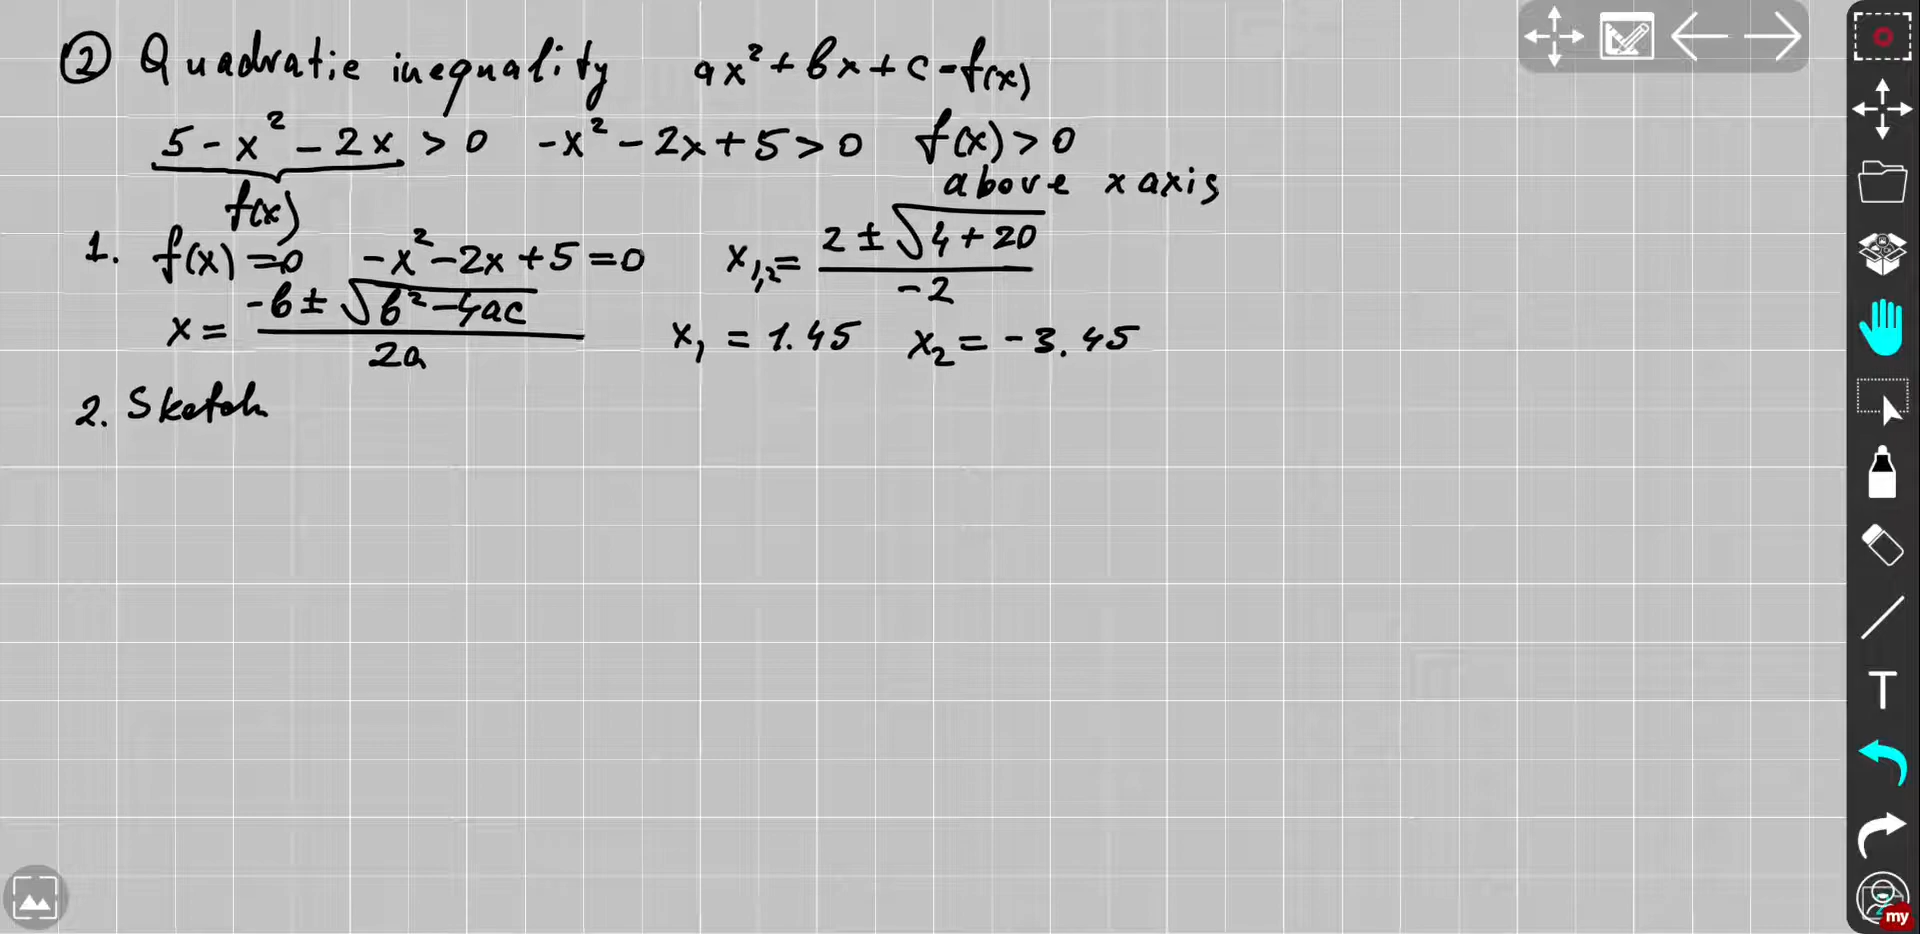 ② Quadratic inequality ax² + bx + c = f(x)
5 - x² - 2x > 0 -x² - 2x + 5 > 0 f(x) > 0
f(x) above x axis
1. f(x) = 0 -x² - 2x + 5 = 0 x₁,₂ = (2 ± √(4 + 20)) / -2
x = (-b ± √(b² - 4ac)) / 2a x₁ = 1.45 x₂ = -3.45
2. Sketch
T
my